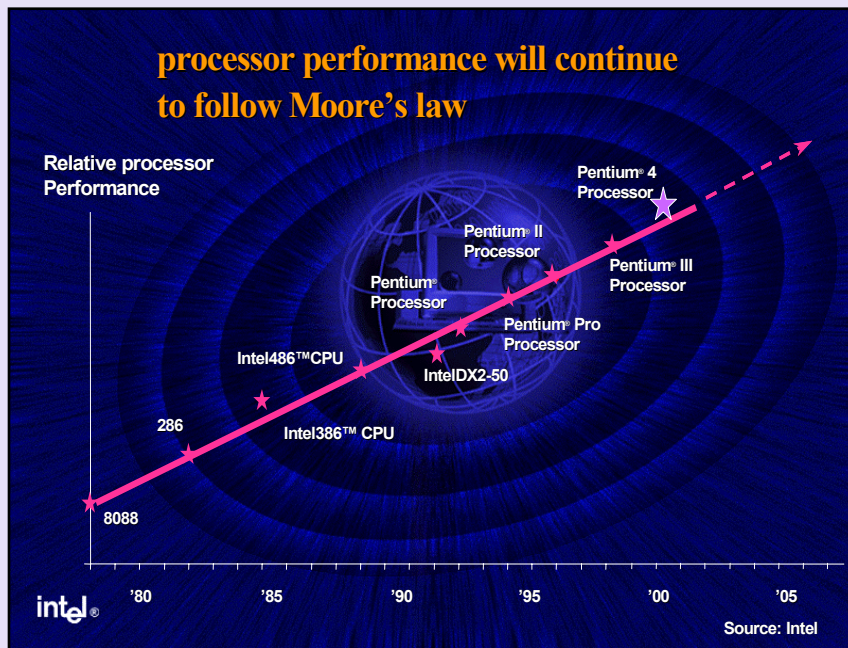 processor performance will continue
to follow Moore’s law
Relative processor
Performance
Pentium® 4
Processor
Pentium® II
Processor
Pentium® III
Processor
Pentium®
Processor
Pentium® Pro
Processor
Intel486™CPU
IntelDX2-50
286
Intel386™ CPU
8088
'80
'85
'90
'95
'00
'05
intel®
Source: Intel